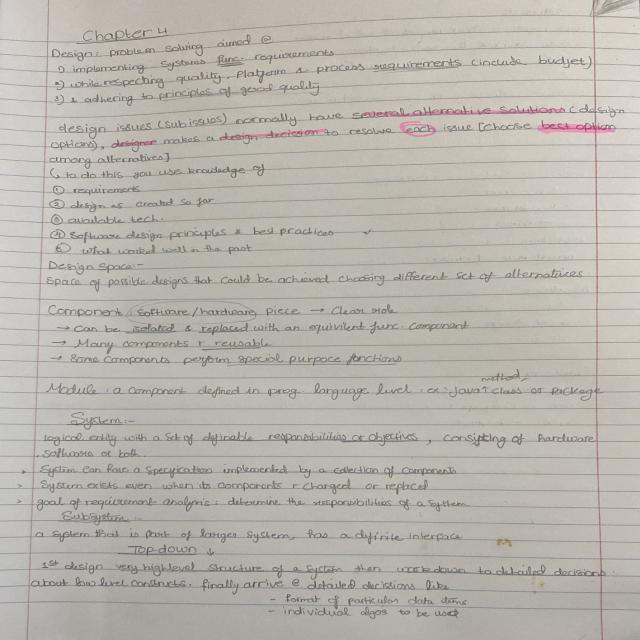 Chapter 4
Design: problem solving aimed @
1) implementing systems func. requirements
2) while respecting quality, Platform & process requirements (include budjet)
3) & adhering to principles of good quality
design issues (subissues) normally have several alternative solutions (design
options), designer makes a design decision to resolve each issue [choose best option
among alternatives]
↳ to do this you use knowledge of
① requirements
② design as created so far
③ available tech.
④ Software design principles & best practices
⑤ what worked well in the past
Design Space:-
Space of possible designs that could be achieved choosing different set of alternatives
Component: software/hardware piece → Clear role
→ Can be isolated & replaced with an equivilent func. component
→ Many components r reusable
→ Some Components perform special purpose functions
method,
Module: a component defined in prog language level ex: java class or package
System:-
logical entity with a set of definable responsibilities or objectives, consisting of hardware
, software or both.
> System can have a specification implemented by a collection of components
> System exists even when its components r changed or replaced
> goal of requirement analysis: determine the responsibilities of a system
Subsystem:-
a system that is part of larger system, has a definite interface
Top-down ↓
1st design very highlevel structure of a system then work down to detailed decisions
about low level constructs. finally arrive @ detailed decisions like
- format of particular data items
- individual algos to be used